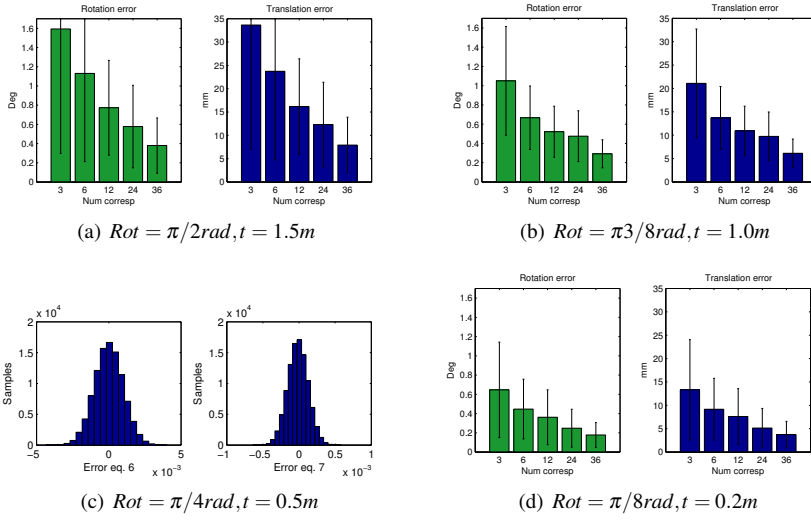 Rotation error
1.6
1.4
1.2
1
0.8
0.6
0.4
0.2
0
Deg
3 6 12 24 36
Num corresp
Translation error
35
30
25
20
15
10
5
0
mm
3 6 12 24 36
Num corresp
(a) Rot = π/2rad, t = 1.5m
Rotation error
1.6
1.4
1.2
1
0.8
0.6
0.4
0.2
0
Deg
3 6 12 24 36
Num corresp
Translation error
35
30
25
20
15
10
5
0
mm
3 6 12 24 36
Num corresp
(b) Rot = π3/8rad, t = 1.0m
x 10⁴
2
1.5
1
0.5
0
Samples
−5 0 5
Error eq. 6
x 10⁻³
x 10⁴
2
1.5
1
0.5
0
Samples
−1 −0.5 0 0.5 1
Error eq. 7
x 10⁻³
(c) Rot = π/4rad, t = 0.5m
Rotation error
1.6
1.4
1.2
1
0.8
0.6
0.4
0.2
0
Deg
3 6 12 24 36
Num corresp
Translation error
35
30
25
20
15
10
5
0
mm
3 6 12 24 36
Num corresp
(d) Rot = π/8rad, t = 0.2m